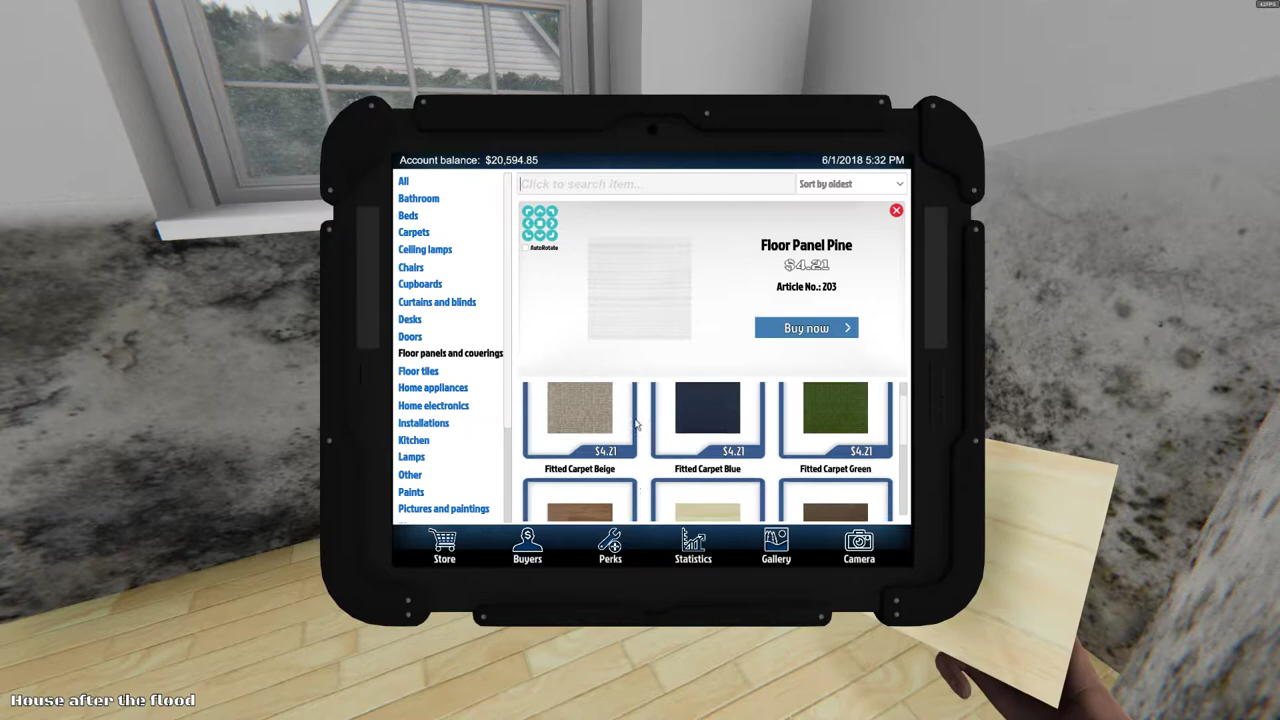 42FPS
Account balance: $20,594.85
6/1/2018 5:32 PM
All
Bathroom
Beds
Carpets
Ceiling lamps
Chairs
Cupboards
Curtains and blinds
Desks
Doors
Floor panels and coverings
Floor tiles
Home appliances
Home electronics
Installations
Kitchen
Lamps
Other
Paints
Pictures and paintings
Click to search item...
Sort by oldest
AutoRotate
Floor Panel Pine
$4.21
Article No.: 203
Buy now
$4.21
$4.21
$4.21
Fitted Carpet Beige
Fitted Carpet Blue
Fitted Carpet Green
Store
Buyers
Perks
Statistics
Gallery
Camera
House after the flood